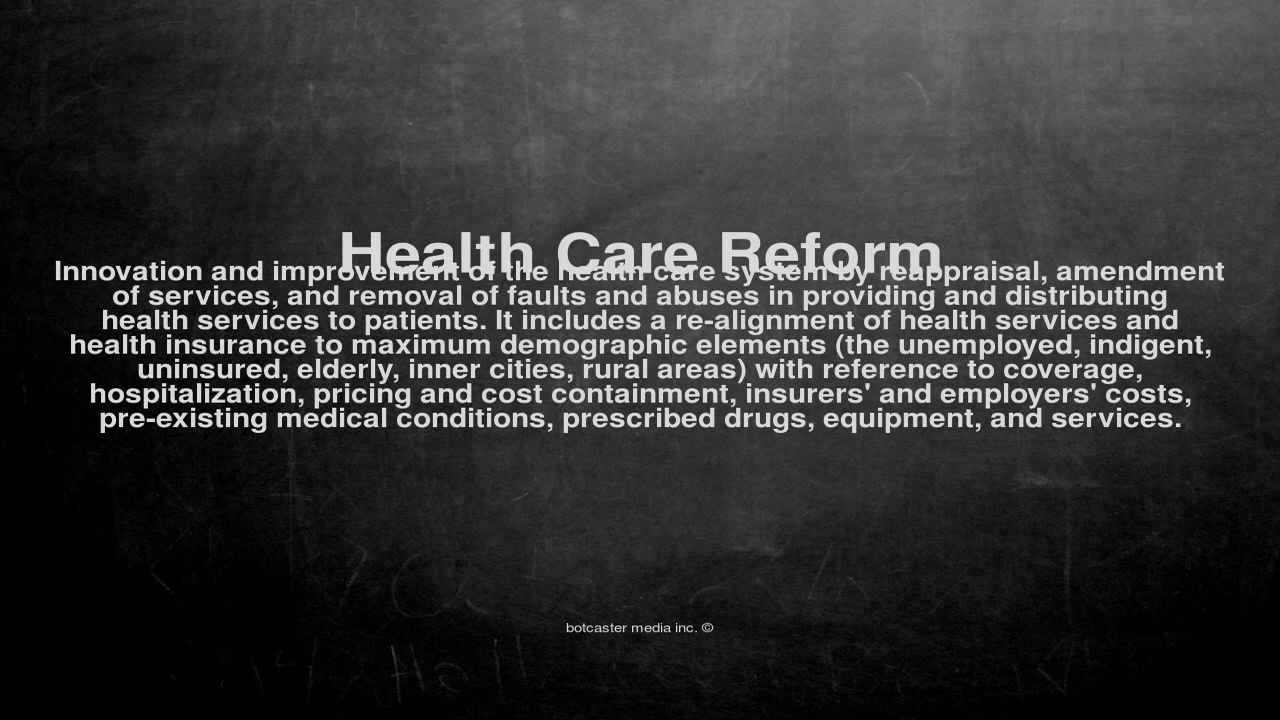 Health Care Reform
Innovation and improvement of the health care system by reappraisal, amendment
of services, and removal of faults and abuses in providing and distributing
health services to patients. It includes a re-alignment of health services and
health insurance to maximum demographic elements (the unemployed, indigent,
uninsured, elderly, inner cities, rural areas) with reference to coverage,
hospitalization, pricing and cost containment, insurers' and employers' costs,
pre-existing medical conditions, prescribed drugs, equipment, and services.
botcaster media inc. ©